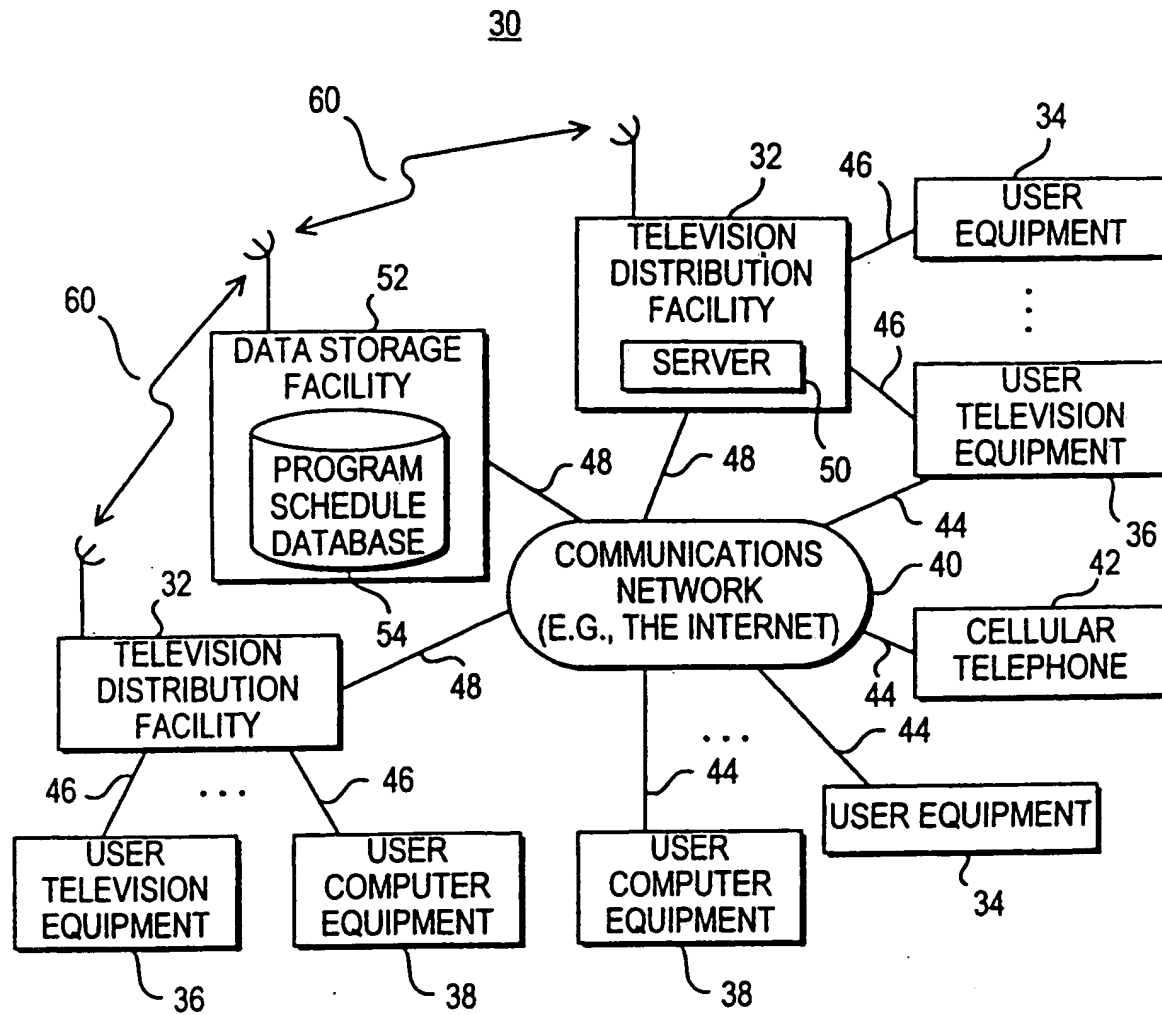 30
60
32
34
46
USER
EQUIPMENT
TELEVISION
DISTRIBUTION
FACILITY
SERVER
50
46
USER
TELEVISION
EQUIPMENT
36
60
52
DATA STORAGE
FACILITY
PROGRAM
SCHEDULE
DATABASE
54
48
48
44
COMMUNICATIONS
NETWORK
(E.G., THE INTERNET)
40
42
CELLULAR
TELEPHONE
44
32
TELEVISION
DISTRIBUTION
FACILITY
48
46
...
46
44
...
44
USER EQUIPMENT
34
USER
TELEVISION
EQUIPMENT
36
USER
COMPUTER
EQUIPMENT
38
USER
COMPUTER
EQUIPMENT
38